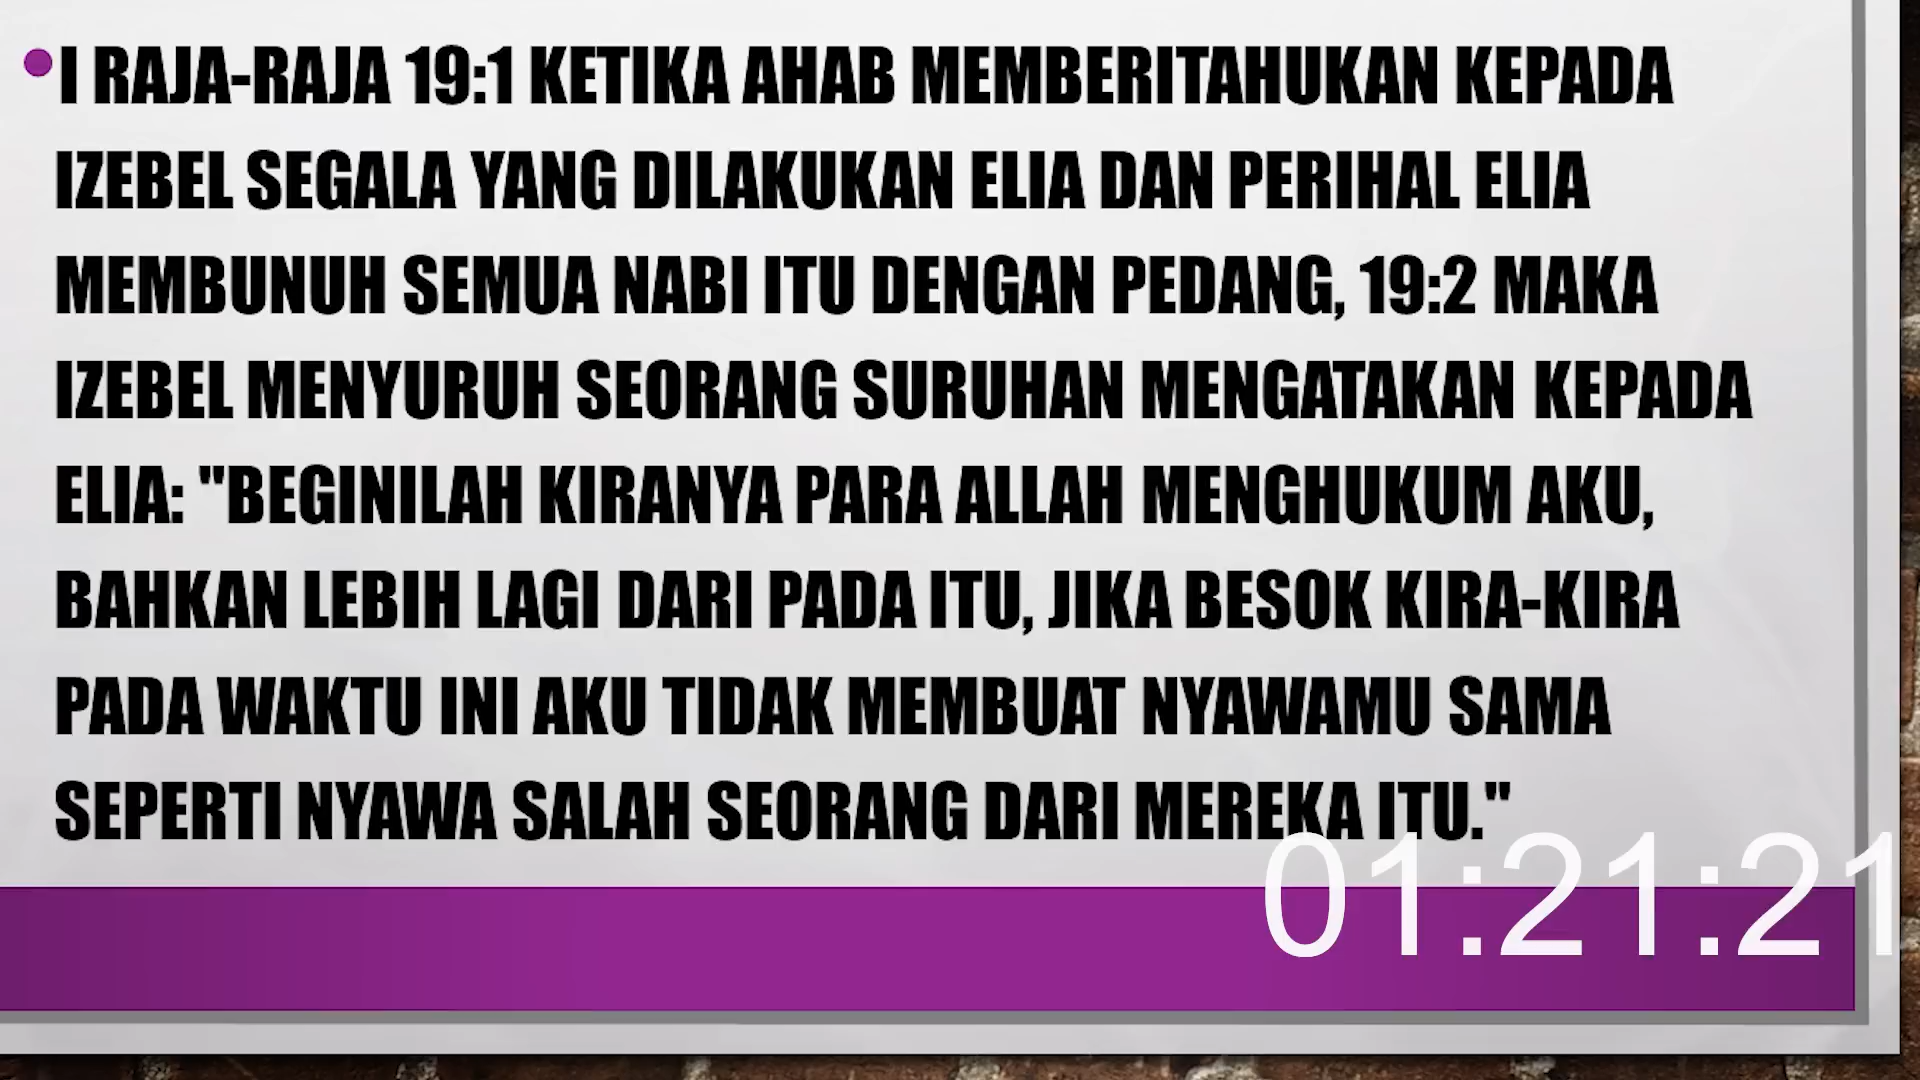 I RAJA-RAJA 19:1 KETIKA AHAB MEMBERITAHUKAN KEPADA
IZEBEL SEGALA YANG DILAKUKAN ELIA DAN PERIHAL ELIA
MEMBUNUH SEMUA NABI ITU DENGAN PEDANG, 19:2 MAKA
IZEBEL MENYURUH SEORANG SURUHAN MENGATAKAN KEPADA
ELIA: "BEGINILAH KIRANYA PARA ALLAH MENGHUKUM AKU,
BAHKAN LEBIH LAGI DARI PADA ITU, JIKA BESOK KIRA-KIRA
PADA WAKTU INI AKU TIDAK MEMBUAT NYAWAMU SAMA
SEPERTI NYAWA SALAH SEORANG DARI MEREKA ITU."
01:21:21